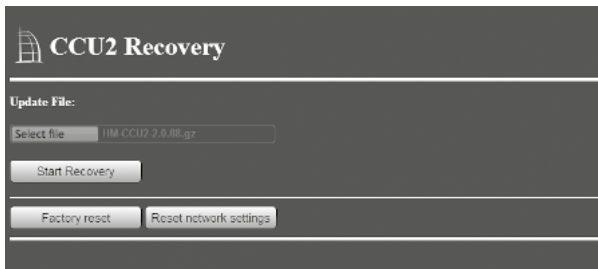 CCU2 Recovery
Update File:
Select file HM-CCU2-2.0.88.gz
Start Recovery
Factory reset Reset network settings